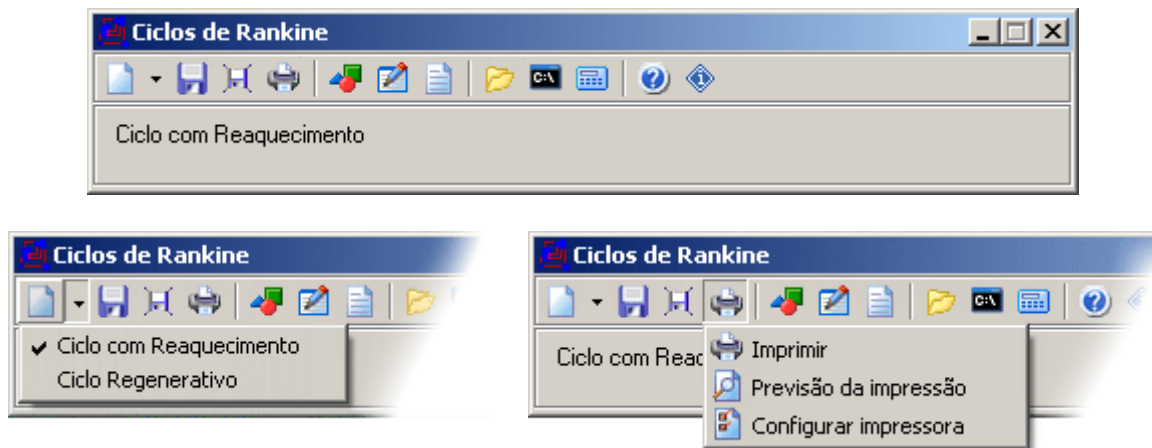 Ciclos de Rankine
C:\
Ciclo com Reaquecimento
Ciclos de Rankine
Ciclo com Reaquecimento
Ciclo Regenerativo
Ciclos de Rankine
C:\
Ciclo com Reaq
Imprimir
Previsão da impressão
Configurar impressora